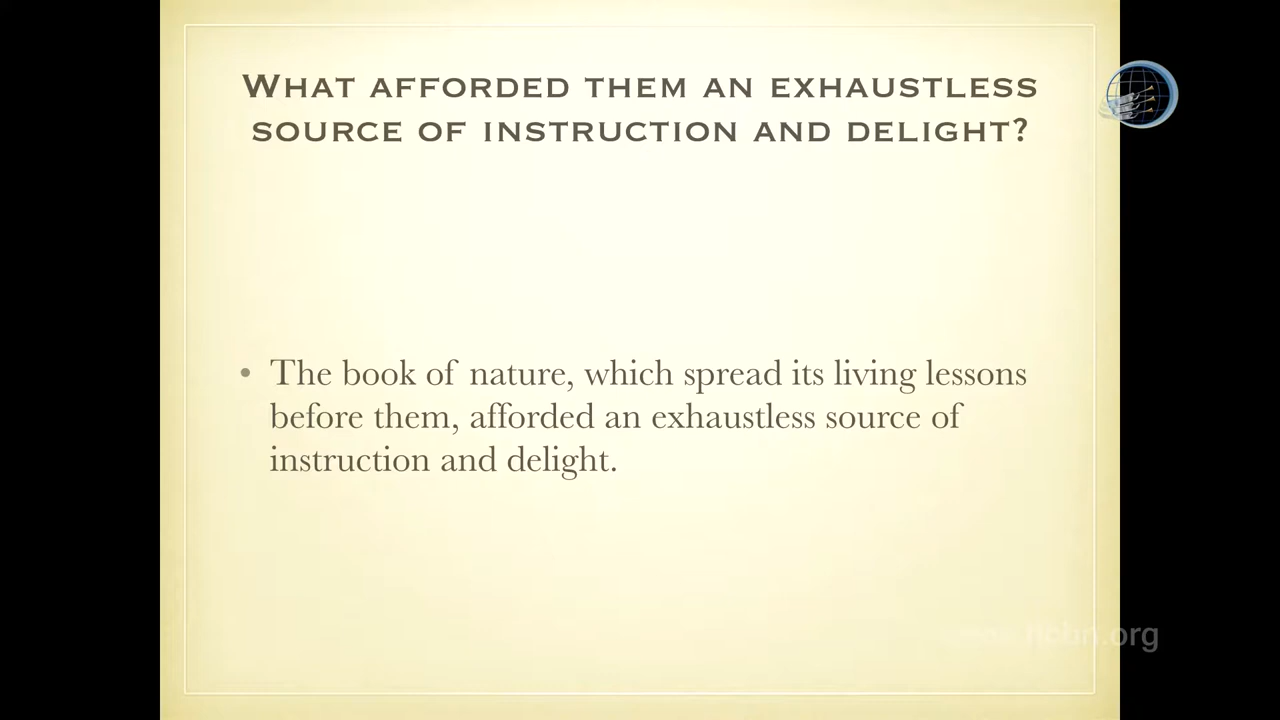 What afforded them an exhaustless
source of instruction and delight?
• The book of nature, which spread its living lessons
before them, afforded an exhaustless source of
instruction and delight.